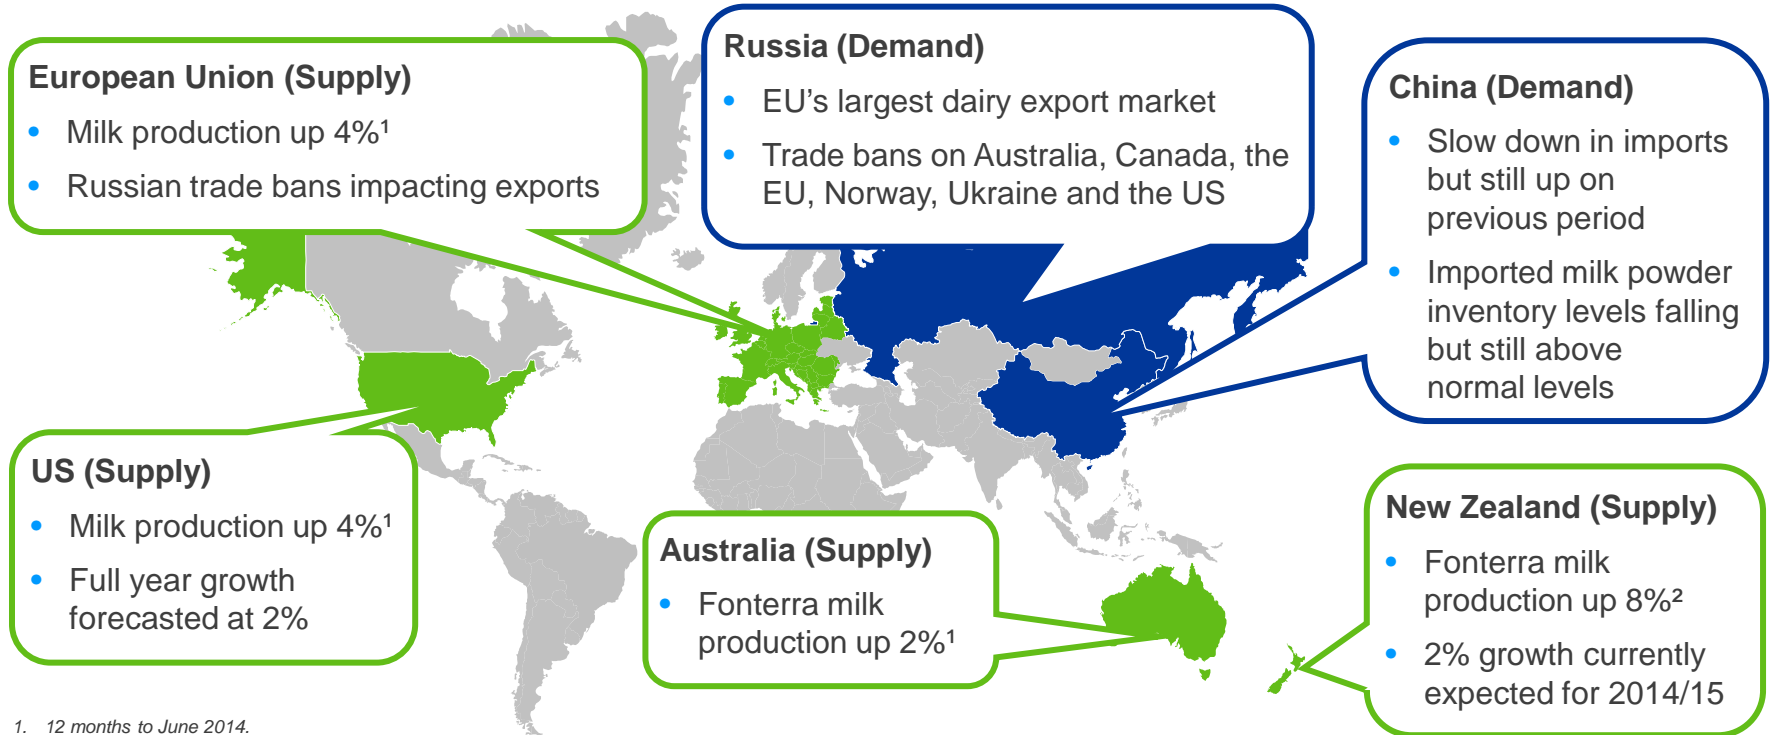 European Union (Supply)
• Milk production up 4%¹
• Russian trade bans impacting exports
Russia (Demand)
• EU's largest dairy export market
• Trade bans on Australia, Canada, the
EU, Norway, Ukraine and the US
China (Demand)
• Slow down in imports
but still up on
previous period
• Imported milk powder
inventory levels falling
but still above
normal levels
US (Supply)
• Milk production up 4%¹
• Full year growth
forecasted at 2%
Australia (Supply)
• Fonterra milk
production up 2%¹
New Zealand (Supply)
• Fonterra milk
production up 8%²
• 2% growth currently
expected for 2014/15
1. 12 months to June 2014.